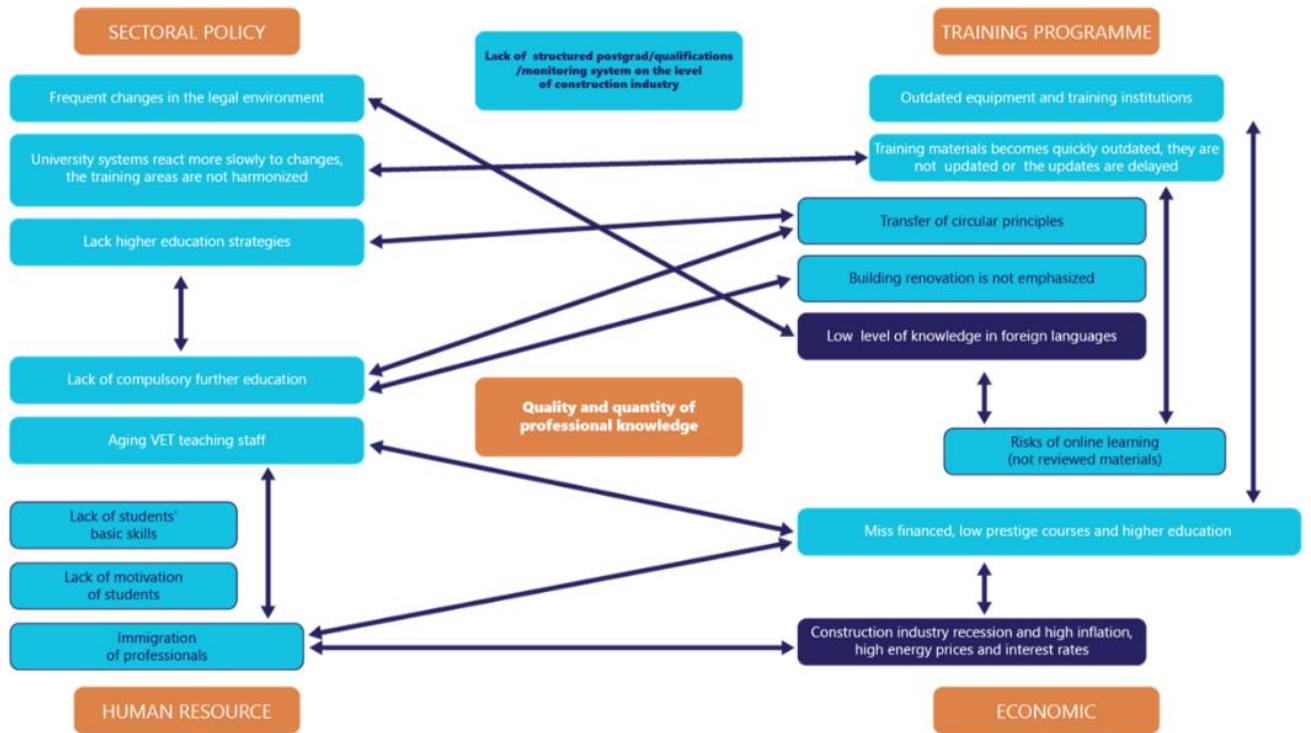 SECTORAL POLICY
Lack of structured postgrad/qualifications
/monitoring system on the level
of construction industry
TRAINING PROGRAMME
Frequent changes in the legal environment
Outdated equipment and training institutions
University systems react more slowly to changes,
the training areas are not harmonized
Training materials becomes quickly outdated, they are
not updated or the updates are delayed
Lack higher education strategies
Transfer of circular principles
Building renovation is not emphasized
Low level of knowledge in foreign languages
Lack of compulsory further education
Quality and quantity of
professional knowledge
Aging VET teaching staff
Risks of online learning
(not reviewed materials)
Lack of students'
basic skills
Miss financed, low prestige courses and higher education
Lack of motivation
of students
Immigration
of professionals
Construction industry recession and high inflation,
high energy prices and interest rates
HUMAN RESOURCE
ECONOMIC